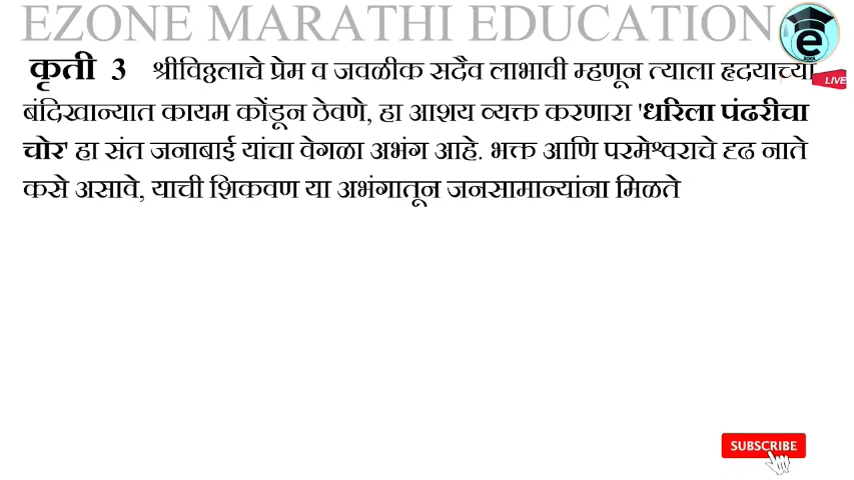 EZONE MARATHI EDUCATION
e
LIVE
कृती 3 श्रीविठ्ठलाचे प्रेम व जवळीक सदैव लाभावी म्हणून त्याला हृदयाच्या
बंदिखान्यात कायम कोंडून ठेवणे, हा आशय व्यक्त करणारा 'धरिला पंढरीचा
चोर' हा संत जनाबाई यांचा वेगळा अभंग आहे. भक्त आणि परमेश्वराचे दृढ नाते
कसे असावे, याची शिकवण या अभंगातून जनसामान्यांना मिळते
SUBSCRIBE